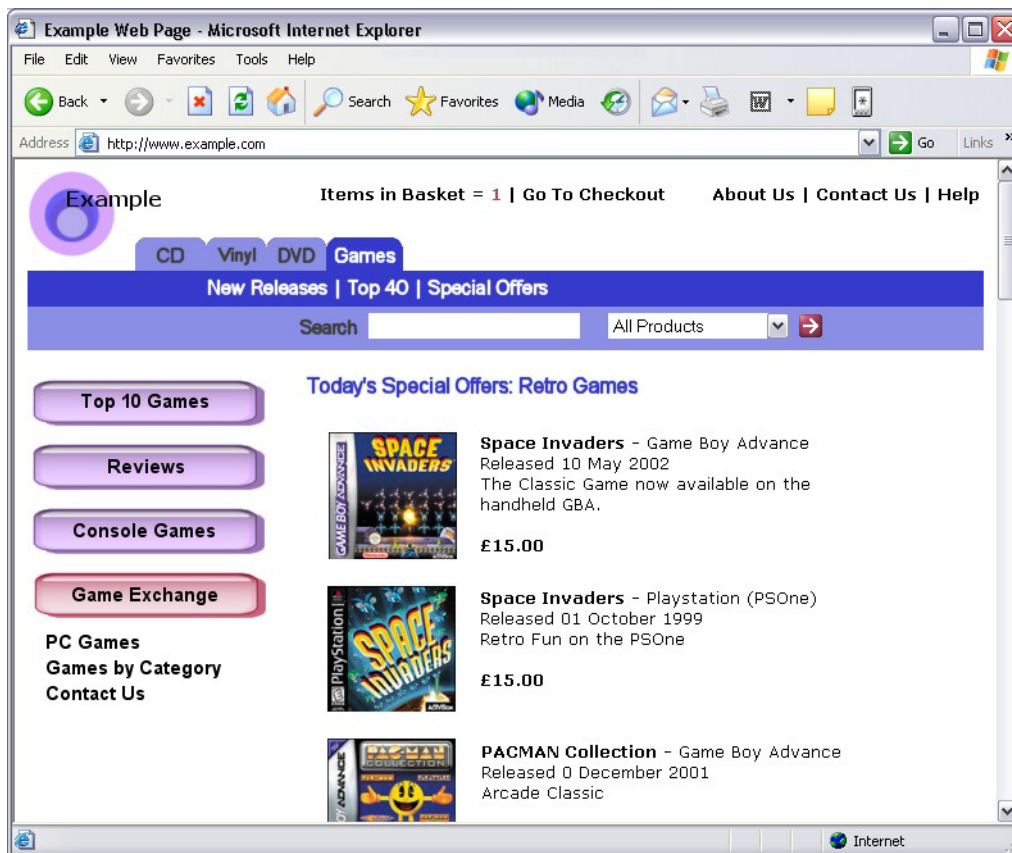 Example Web Page - Microsoft Internet Explorer
File Edit View Favorites Tools Help
Back Search Favorites Media
Address http://www.example.com Go Links »
Example
Items in Basket = 1 | Go To Checkout About Us | Contact Us | Help
CD Vinyl DVD Games
New Releases | Top 40 | Special Offers
Search All Products
Top 10 Games
Reviews
Console Games
Game Exchange
PC Games
Games by Category
Contact Us
Today's Special Offers: Retro Games
GAME BOY ADVANCE
SPACE
INVADERS
Space Invaders - Game Boy Advance
Released 10 May 2002
The Classic Game now available on the
handheld GBA.
£15.00
PlayStation
SPACE
INVADERS
ACTIVISION
Space Invaders - Playstation (PSOne)
Released 01 October 1999
Retro Fun on the PSOne
£15.00
PAC-MAN
COLLECTION
PACMAN Collection - Game Boy Advance
Released 0 December 2001
Arcade Classic
Internet